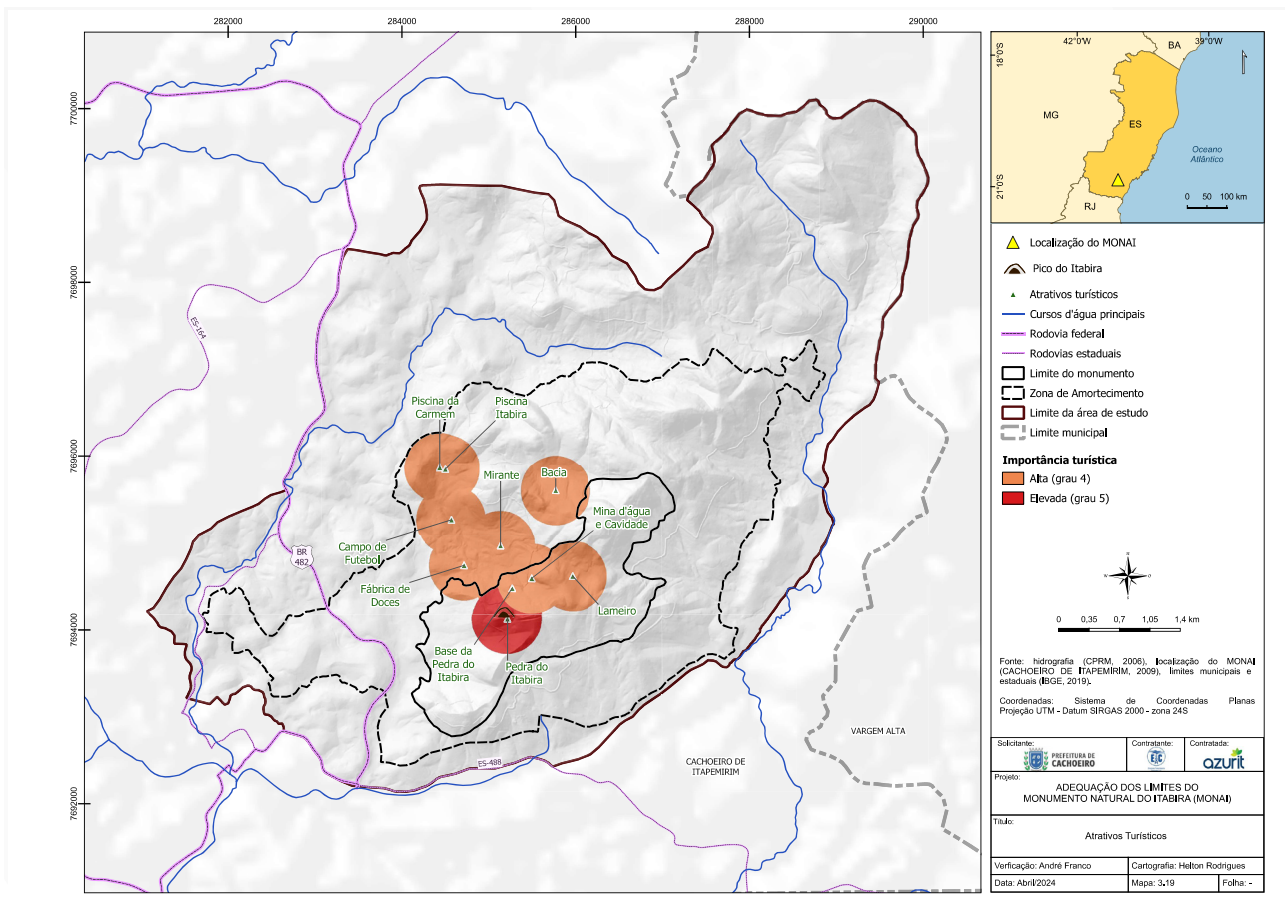 282000
284000
286000
288000
290000
7700000
7698000
7696000
7694000
7692000
ES-164
BR
482
ES-488
Piscina da
Carmem
Piscina
Itabira
Mirante
Bacia
Mina d'água
e Cavidade
Campo de
Futebol
Fábrica de
Doces
Lameiro
Base da
Pedra do
Itabira
Pedra do
Itabira
VARGEM ALTA
CACHOEIRO DE
ITAPEMIRIM
42°0'W
39°0'W
18°0'S
21°0'S
BA
MG
ES
RJ
Oceano
Atlântico
0 50 100 km
Localização do MONAI
Pico do Itabira
Atrativos turísticos
Cursos d'água principais
Rodovia federal
Rodovias estaduais
Limite do monumento
Zona de Amortecimento
Limite da área de estudo
Limite municipal
Importância turística
Alta (grau 4)
Elevada (grau 5)
0 0,35 0,7 1,05 1,4 km
Fonte: hidrografia (CPRM, 2006), localização do MONAI
(CACHOEIRO DE ITAPEMIRIM, 2009), limites municipais e
estaduais (IBGE, 2019).
Coordenadas: Sistema de Coordenadas Planas
Projeção UTM - Datum SIRGAS 2000 - zona 24S
Solicitante:
PREFEITURA DE
CACHOEIRO
Contratante:
Contratada:
azurit
Projeto:
ADEQUAÇÃO DOS LIMITES DO
MONUMENTO NATURAL DO ITABIRA (MONAI)
Título:
Atrativos Turísticos
Verficação: André Franco
Cartografia: Helton Rodrigues
Data: Abril/2024
Mapa: 3.19
Folha: -